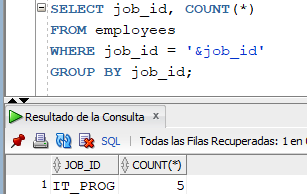 SELECT job_id, COUNT(*)
FROM employees
WHERE job_id = '&job_id'
GROUP BY job_id;
Resultado de la Consulta ×
SQL | Todas las Filas Recuperadas: 1 en
JOB_ID COUNT(*)
1 IT_PROG 5